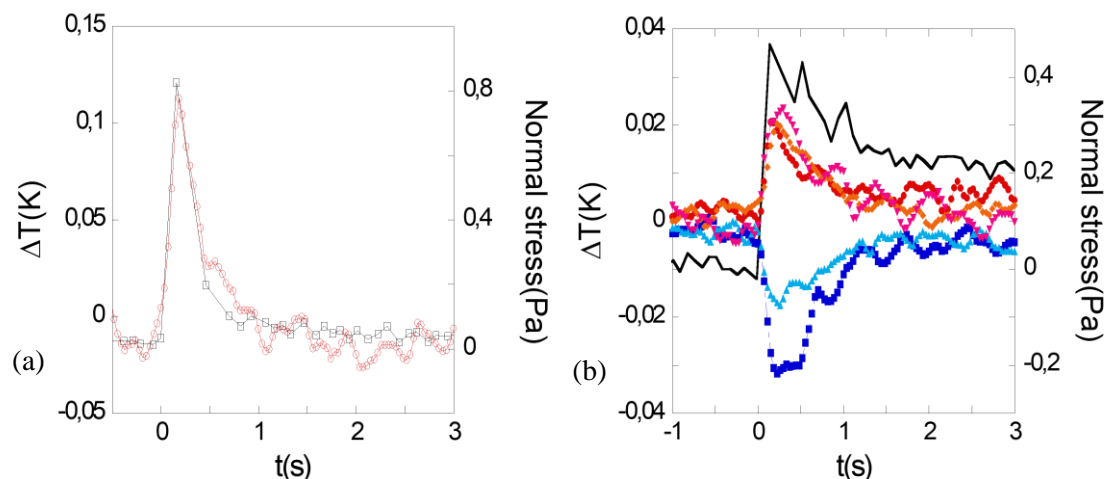 0,15
0,1
0,05
0
-0,05
ΔT(K)
0,8
0,4
0
Normal stress(Pa)
0 1 2 3
t(s)
(a)
0,04
0,02
0
-0,02
-0,04
ΔT(K)
0,4
0,2
0
-0,2
Normal stress(Pa)
-1 0 1 2 3
t(s)
(b)